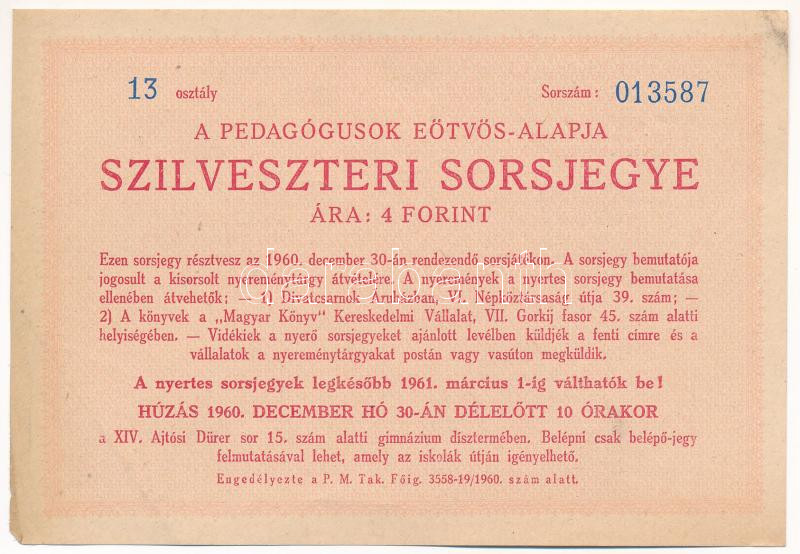 13 osztály Sorszám: 013587
A PEDAGÓGUSOK EÖTVÖS-ALAPJA
SZILVESZTERI SORSJEGYE
ÁRA: 4 FORINT
Ezen sorsjegy résztvesz az 1960. december 30-án rendezendő sorsjátékon. A sorsjegy bemutatója
jogosult a kisorsolt nyereménytárgy átvételére. A nyeremények a nyertes sorsjegy bemutatása
ellenében átvehetők; — 1) Divatcsarnok Áruházban, VI. Népköztársaság útja 39. szám; —
2) A könyvek a „Magyar Könyv" Kereskedelmi Vállalat, VII. Gorkij fasor 45. szám alatti
helyiségében. — Vidékiek a nyerő sorsjegyeket ajánlott levélben küldjék a fenti címre és a
vállalatok a nyereménytárgyakat postán vagy vasúton megküldik.
A nyertes sorsjegyek legkésőbb 1961. március 1-ig válthatók be!
HÚZÁS 1960. DECEMBER HÓ 30-ÁN DÉLELŐTT 10 ÓRAKOR
a XIV. Ajtósi Dürer sor 15. szám alatti gimnázium dísztermében. Belépni csak belépő-jegy
felmutatásával lehet, amely az iskolák útján igényelhető.
Engedélyezte a P. M. Tak. Főig. 3558-19/1960. szám alatt.
darabanth